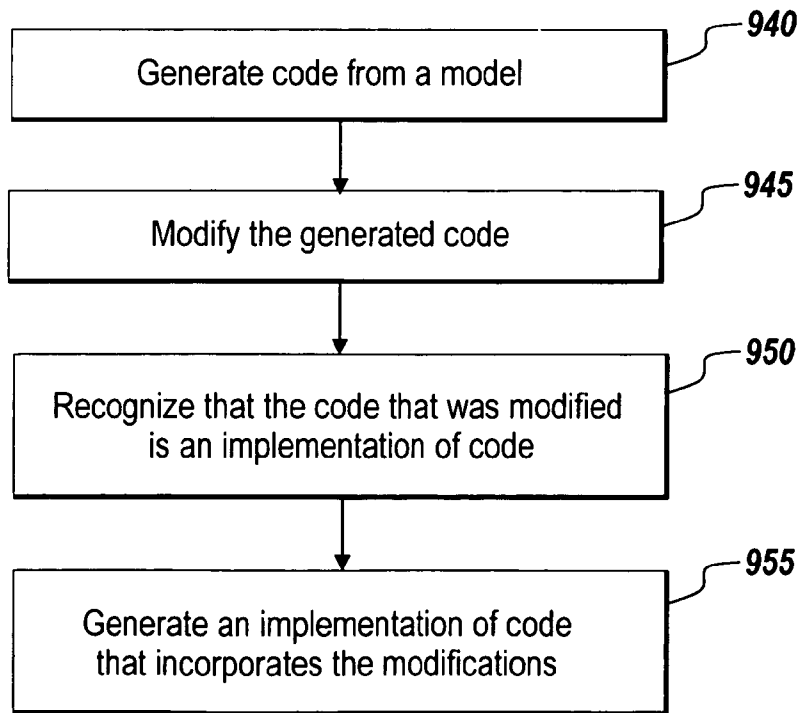 940
Generate code from a model
945
Modify the generated code
950
Recognize that the code that was modified
is an implementation of code
955
Generate an implementation of code
that incorporates the modifications